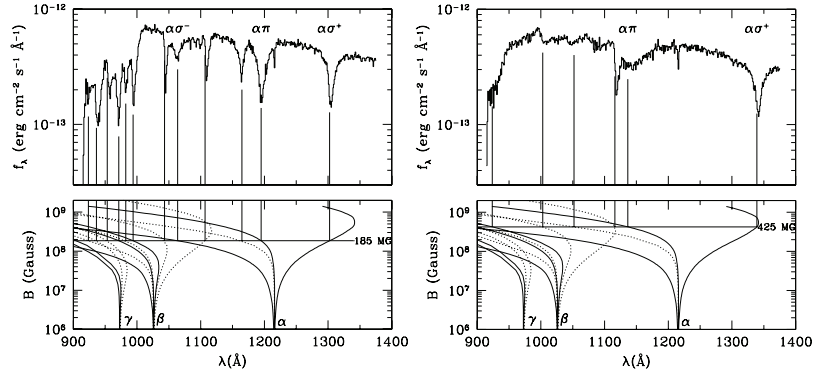 10⁻¹²
10⁻¹³
f_λ (erg cm⁻² s⁻¹ Å⁻¹)
ασ⁻ απ ασ⁺
10⁹
10⁸
10⁷
10⁶
B (Gauss)
185 MG
γ β α
900 1000 1100 1200 1300 1400
λ(Å)
10⁻¹²
10⁻¹³
f_λ (erg cm⁻² s⁻¹ Å⁻¹)
απ ασ⁺
10⁹
10⁸
10⁷
10⁶
B (Gauss)
425 MG
γ β α
900 1000 1100 1200 1300 1400
λ(Å)